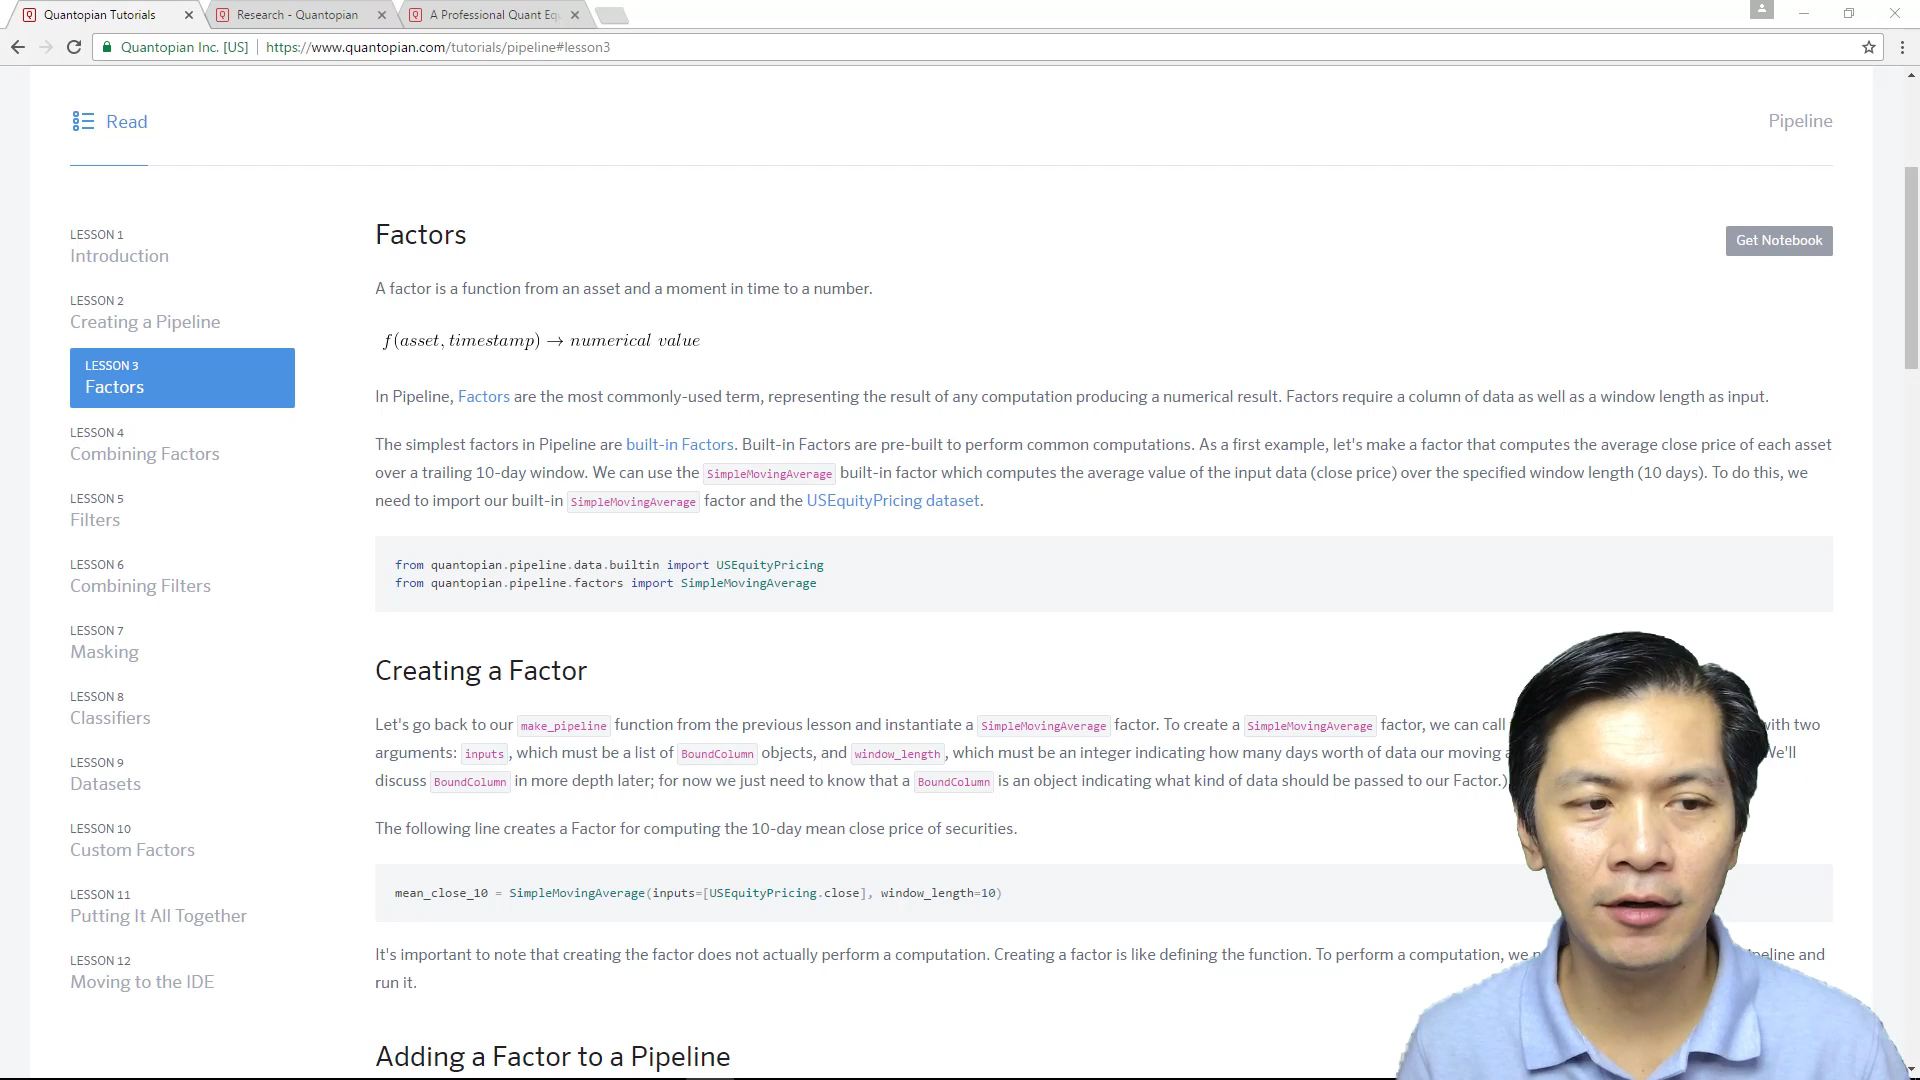 Quantopian Tutorials
Research - Quantopian
A Professional Quant Eq
Quantopian Inc. [US] https://www.quantopian.com/tutorials/pipeline#lesson3
Read
Pipeline
LESSON 1
Introduction
LESSON 2
Creating a Pipeline
LESSON 3
Factors
LESSON 4
Combining Factors
LESSON 5
Filters
LESSON 6
Combining Filters
LESSON 7
Masking
LESSON 8
Classifiers
LESSON 9
Datasets
LESSON 10
Custom Factors
LESSON 11
Putting It All Together
LESSON 12
Moving to the IDE
Factors
Get Notebook
A factor is a function from an asset and a moment in time to a number.
f(asset, timestamp) → numerical value
In Pipeline, Factors are the most commonly-used term, representing the result of any computation producing a numerical result. Factors require a column of data as well as a window length as input.
The simplest factors in Pipeline are built-in Factors. Built-in Factors are pre-built to perform common computations. As a first example, let's make a factor that computes the average close price of each asset
over a trailing 10-day window. We can use the SimpleMovingAverage built-in factor which computes the average value of the input data (close price) over the specified window length (10 days). To do this, we
need to import our built-in SimpleMovingAverage factor and the USEquityPricing dataset.
from quantopian.pipeline.data.builtin import USEquityPricing
from quantopian.pipeline.factors import SimpleMovingAverage
Creating a Factor
Let's go back to our make_pipeline function from the previous lesson and instantiate a SimpleMovingAverage factor. To create a SimpleMovingAverage factor, we can call with two
arguments: inputs, which must be a list of BoundColumn objects, and window_length, which must be an integer indicating how many days worth of data our moving We'll
discuss BoundColumn in more depth later; for now we just need to know that a BoundColumn is an object indicating what kind of data should be passed to our Factor.)
The following line creates a Factor for computing the 10-day mean close price of securities.
mean_close_10 = SimpleMovingAverage(inputs=[USEquityPricing.close], window_length=10)
It's important to note that creating the factor does not actually perform a computation. Creating a factor is like defining the function. To perform a computation, we and
run it.
Adding a Factor to a Pipeline